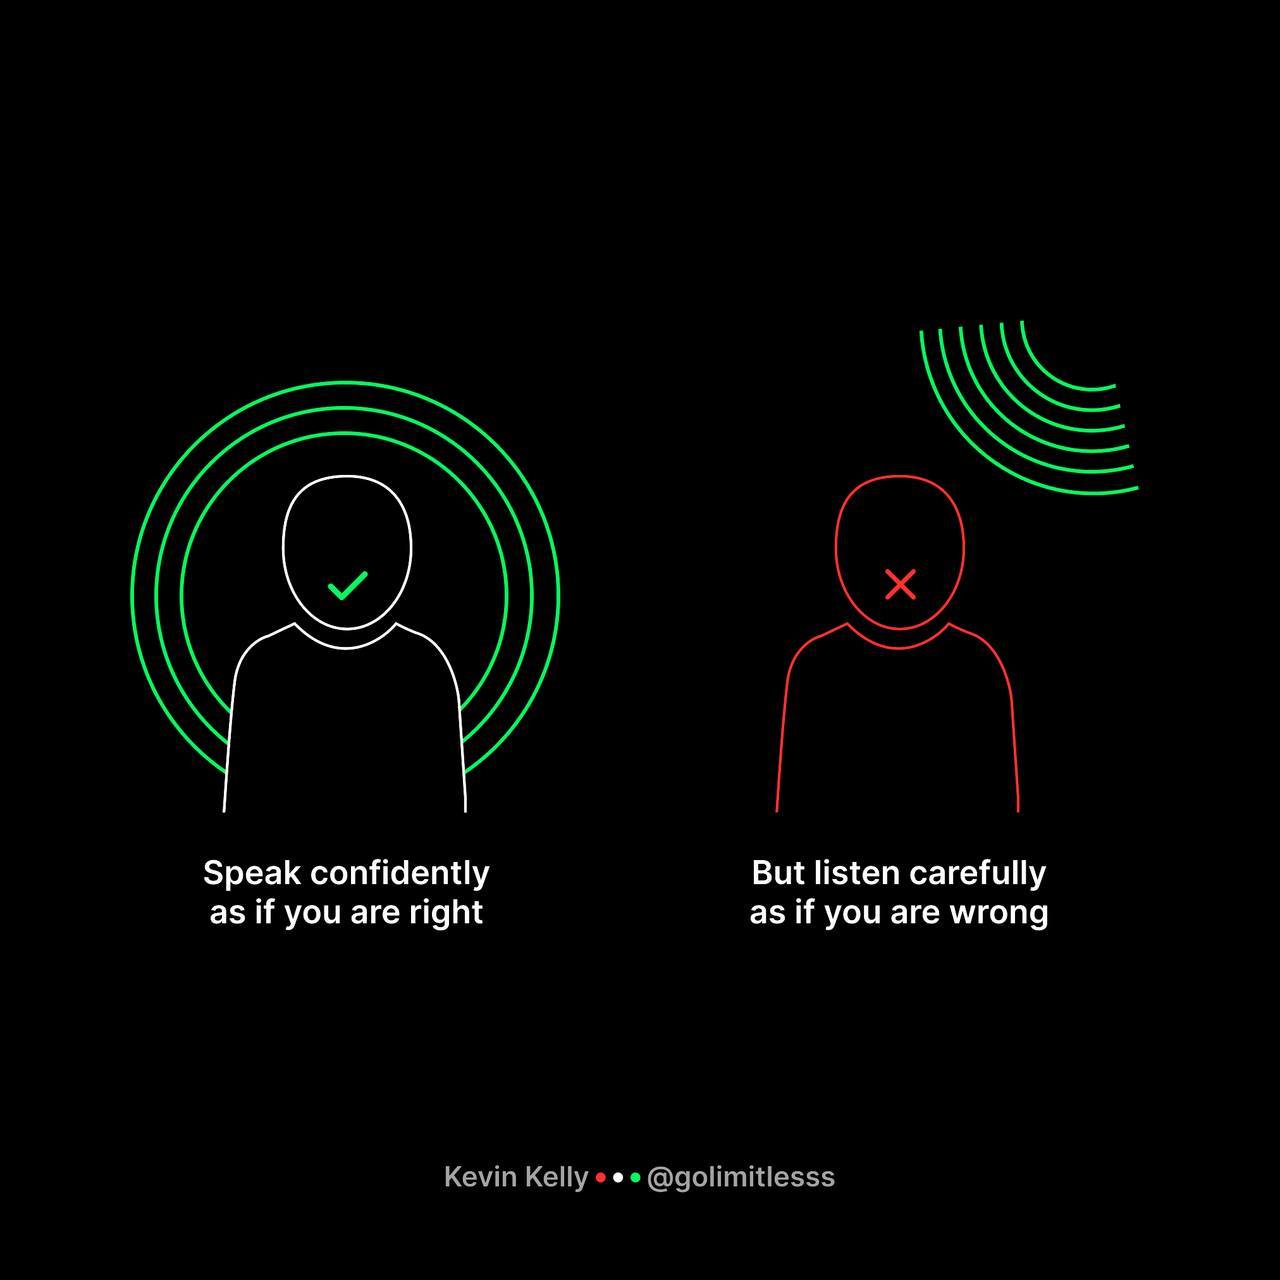 Speak confidently
as if you are right
But listen carefully
as if you are wrong
Kevin Kelly ••• @golimitlesss